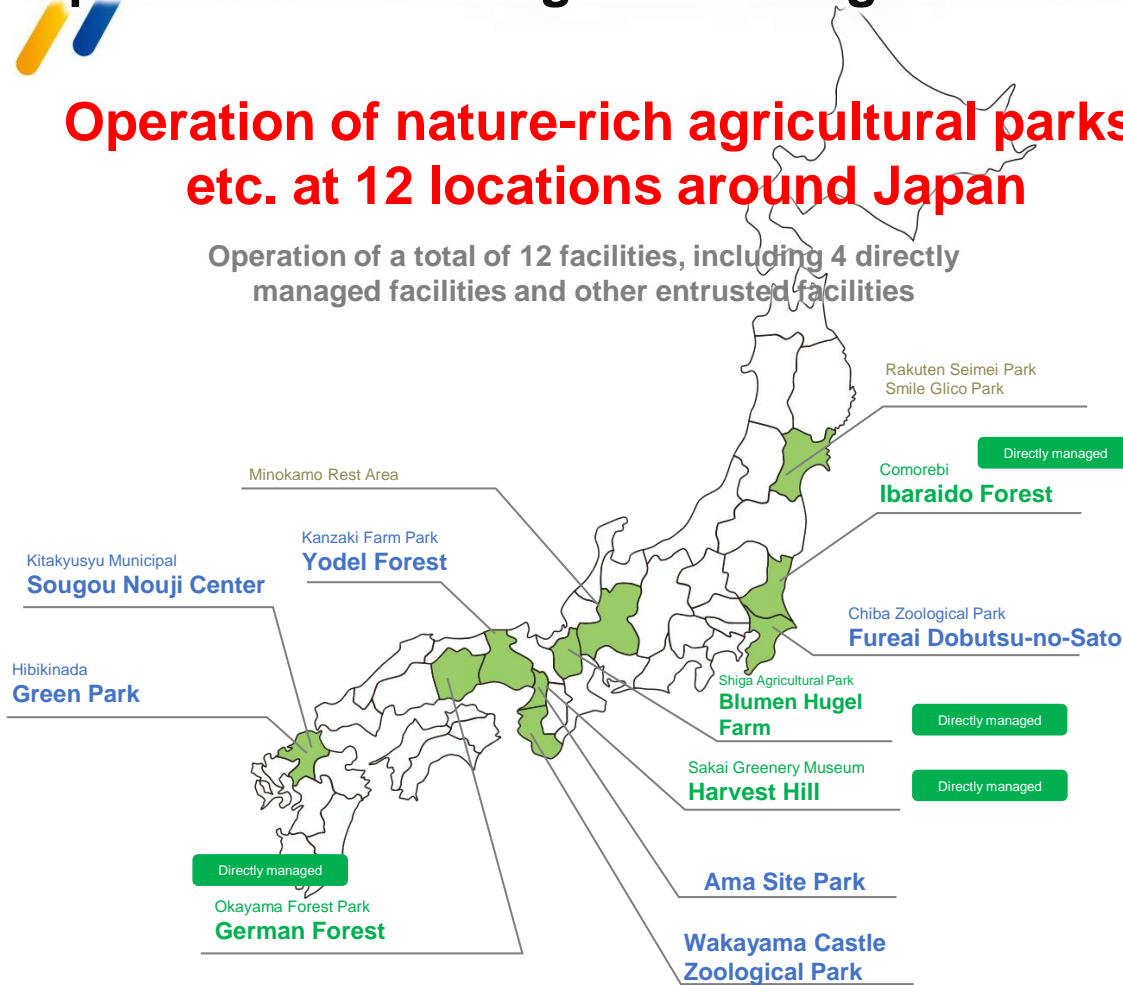 Operation of nature-rich agricultural parks
etc. at 12 locations around Japan
Operation of a total of 12 facilities, including 4 directly
managed facilities and other entrusted facilities
Rakuten Seimei Park
Smile Glico Park
Directly managed
Comorebi
Ibaraido Forest
Minokamo Rest Area
Kanzaki Farm Park
Yodel Forest
Kitakyusyu Municipal
Sougou Nouji Center
Chiba Zoological Park
Fureai Dobutsu-no-Sato
Hibikinada
Green Park
Shiga Agricultural Park
Blumen Hugel
Farm
Directly managed
Sakai Greenery Museum
Harvest Hill
Directly managed
Directly managed
Okayama Forest Park
German Forest
Ama Site Park
Wakayama Castle
Zoological Park